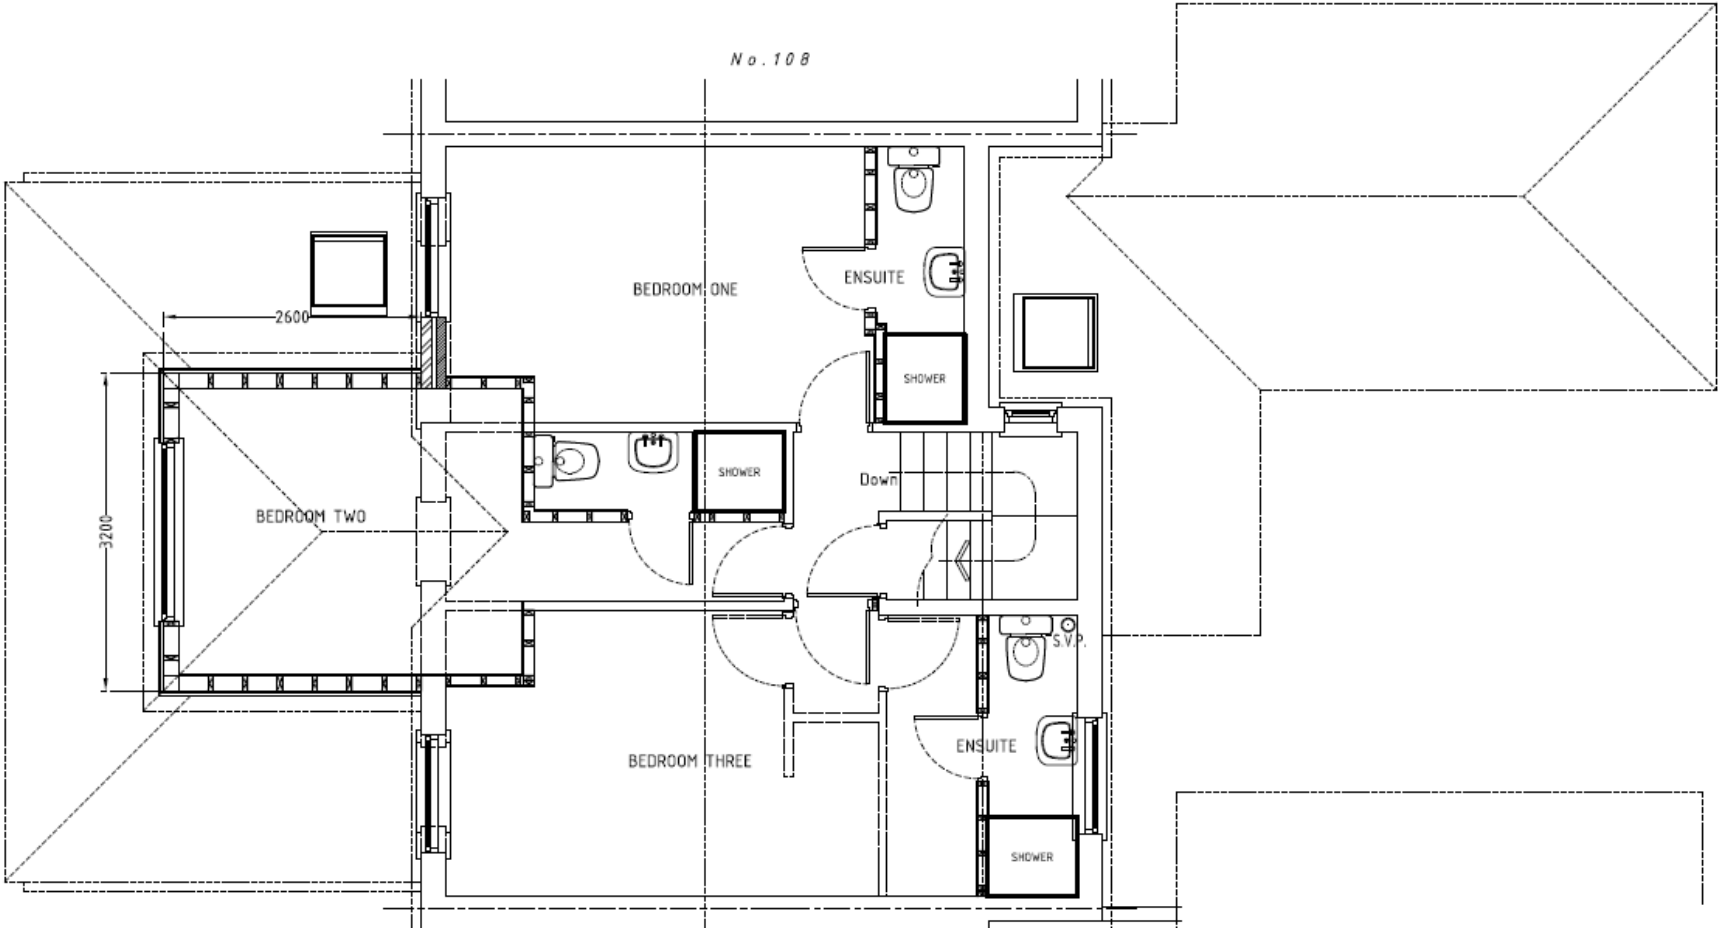 No.108
BEDROOM ONE
ENSUITE
2600
SHOWER
SHOWER
Down
BEDROOM TWO
3200
S.V.P.
BEDROOM THREE
ENSUITE
SHOWER